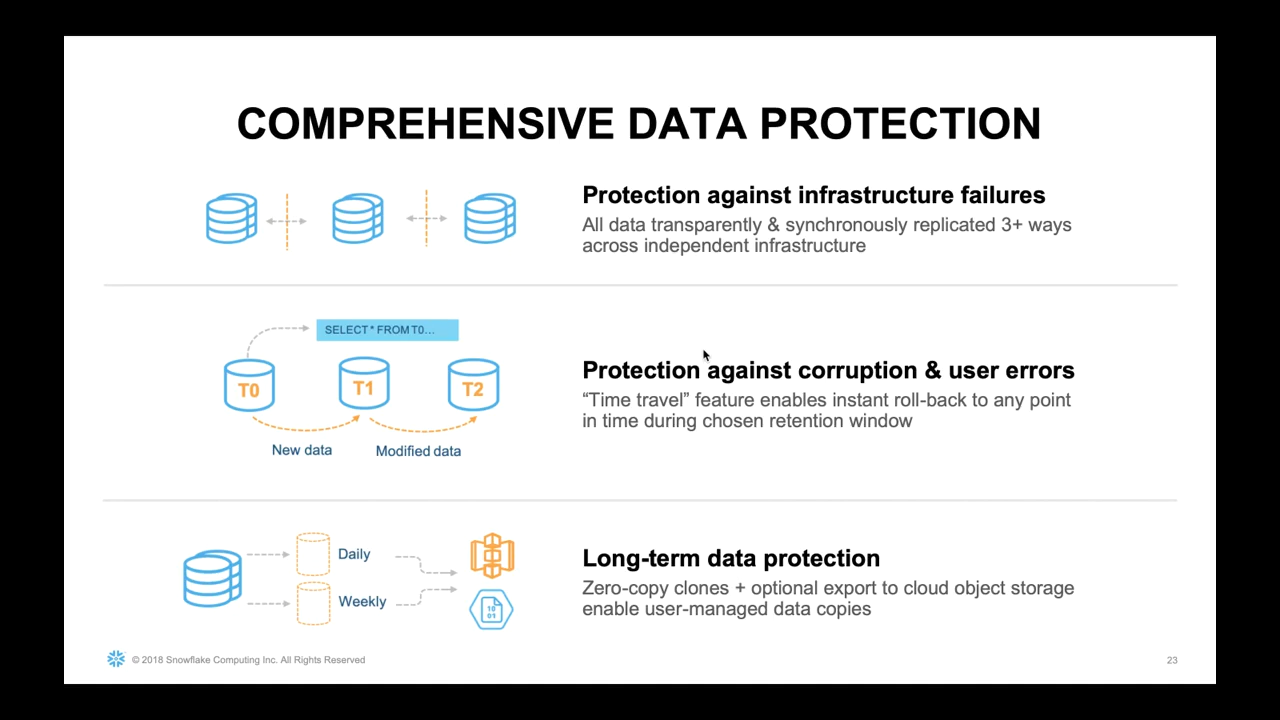 COMPREHENSIVE DATA PROTECTION
Protection against infrastructure failures
All data transparently & synchronously replicated 3+ ways
across independent infrastructure
SELECT * FROM T0...
T0
T1
T2
New data
Modified data
Protection against corruption & user errors
“Time travel” feature enables instant roll-back to any point
in time during chosen retention window
Daily
Weekly
10
01
Long-term data protection
Zero-copy clones + optional export to cloud object storage
enable user-managed data copies
© 2018 Snowflake Computing Inc. All Rights Reserved
23